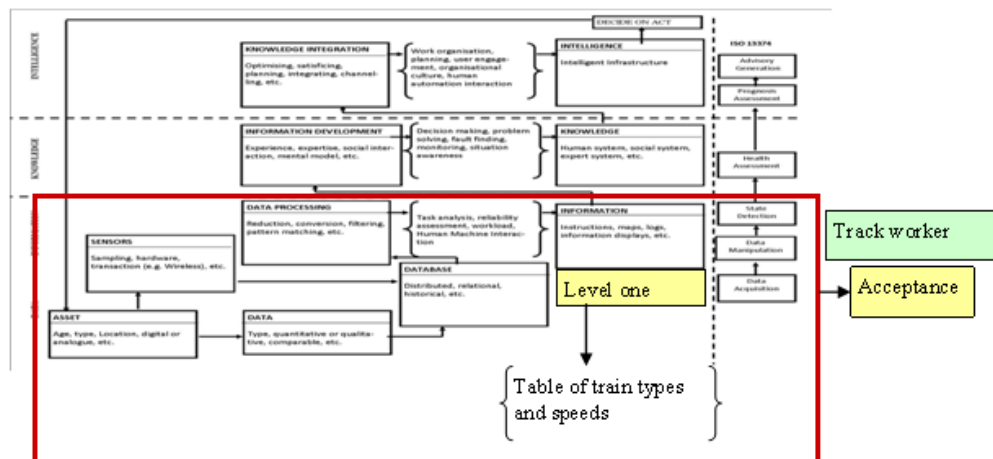 DECIDE ON ACT
INTELLIGENCE
KNOWLEDGE INTEGRATION
Optimising, satisficing,
planning, integrating, channel-
ling, etc.
Work organisation,
planning, user engage-
ment, organisational
culture, human
automation interaction
INTELLIGENCE
Intelligent Infrastructure
ISO 13374
Advisory
Generation
Prognosis
Assessment
KNOWLEDGE
INFORMATION DEVELOPMENT
Experience, expertise, social inter-
action, mental model, etc.
Decision making, problem
solving, fault finding,
monitoring, situation
awareness
KNOWLEDGE
Human system, social system,
expert system, etc.
Health
Assessment
DATA PROCESSING
Reduction, conversion, filtering,
pattern matching, etc.
Task analysis, reliability
assessment, workload,
Human Machine Interac-
tion
INFORMATION
Instructions, maps, logs,
information displays, etc.
State
Detection
Data
Manipulation
Data
Acquisition
SENSORS
Sampling, hardware,
transaction (e.g. Wireless), etc.
DATABASE
Distributed, relational,
historical, etc.
ASSET
Age, type, Location, digital or
analogue, etc.
DATA
Type, quantitative or qualita-
tive, comparable, etc.
Level one
Track worker
Acceptance
Table of train types
and speeds